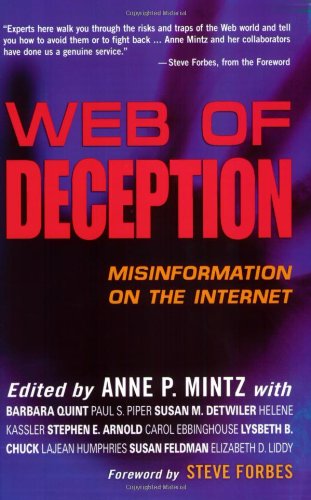 "Experts here walk you through the risks and traps of the Web world and tell
you how to avoid them or to fight back ... Anne Mintz and her collaborators
have done us a genuine service."
— Steve Forbes, from the Foreword
WEB OF
DECEPTION
MISINFORMATION
ON THE INTERNET
Edited by ANNE P. MINTZ with
BARBARA QUINT PAUL S. PIPER SUSAN M. DETWILER HELENE
KASSLER STEPHEN E. ARNOLD CAROL EBBINGHOUSE LYSBETH B.
CHUCK LAJEAN HUMPHRIES SUSAN FELDMAN ELIZABETH D. LIDDY
Foreword by STEVE FORBES